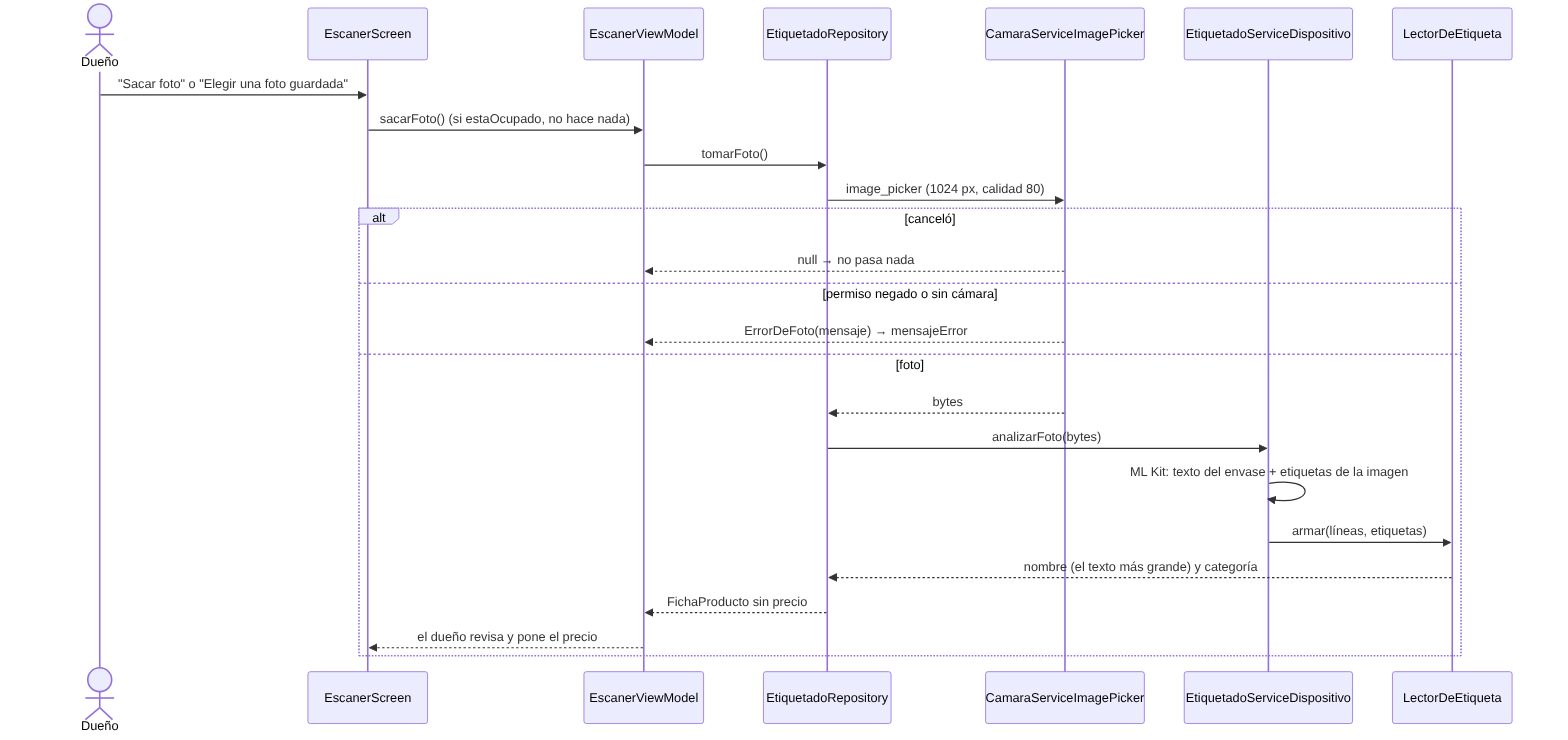 Dueño
EscanerScreen
EscanerViewModel
EtiquetadoRepository
CamaraServiceImagePicker
EtiquetadoServiceDispositivo
LectorDeEtiqueta
"Sacar foto" o "Elegir una foto guardada"
sacarFoto() (si estaOcupado, no hace nada)
tomarFoto()
image_picker (1024 px, calidad 80)
alt
[canceló]
null → no pasa nada
[permiso negado o sin cámara]
ErrorDeFoto(mensaje) → mensajeError
[foto]
bytes
analizarFoto(bytes)
ML Kit: texto del envase + etiquetas de la imagen
armar(líneas, etiquetas)
nombre (el texto más grande) y categoría
FichaProducto sin precio
el dueño revisa y pone el precio
Dueño
EscanerScreen
EscanerViewModel
EtiquetadoRepository
CamaraServiceImagePicker
EtiquetadoServiceDispositivo
LectorDeEtiqueta